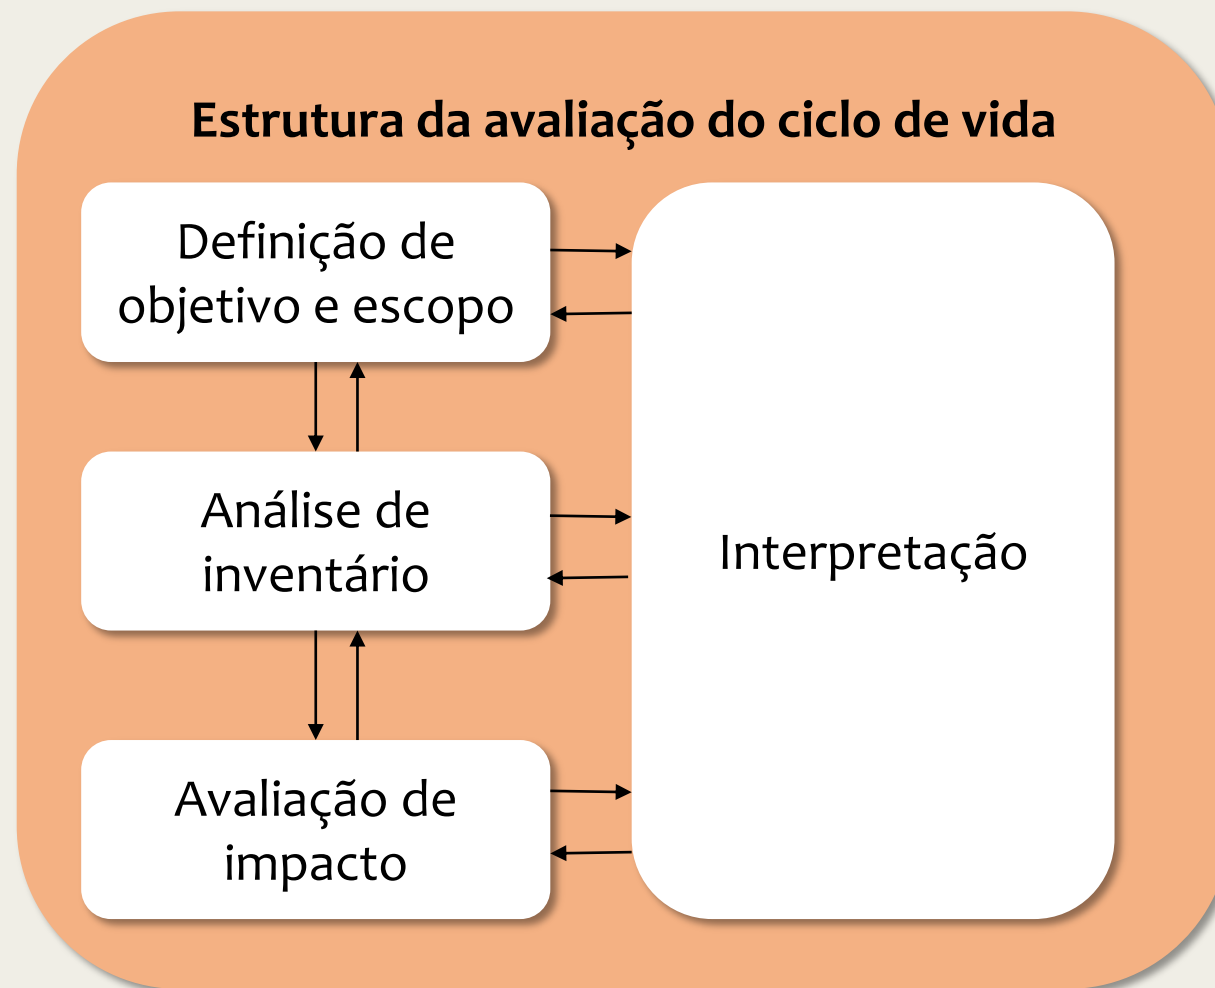 Estrutura da avaliação do ciclo de vida
Definição de
objetivo e escopo
Análise de
inventário
Interpretação
Avaliação de
impacto